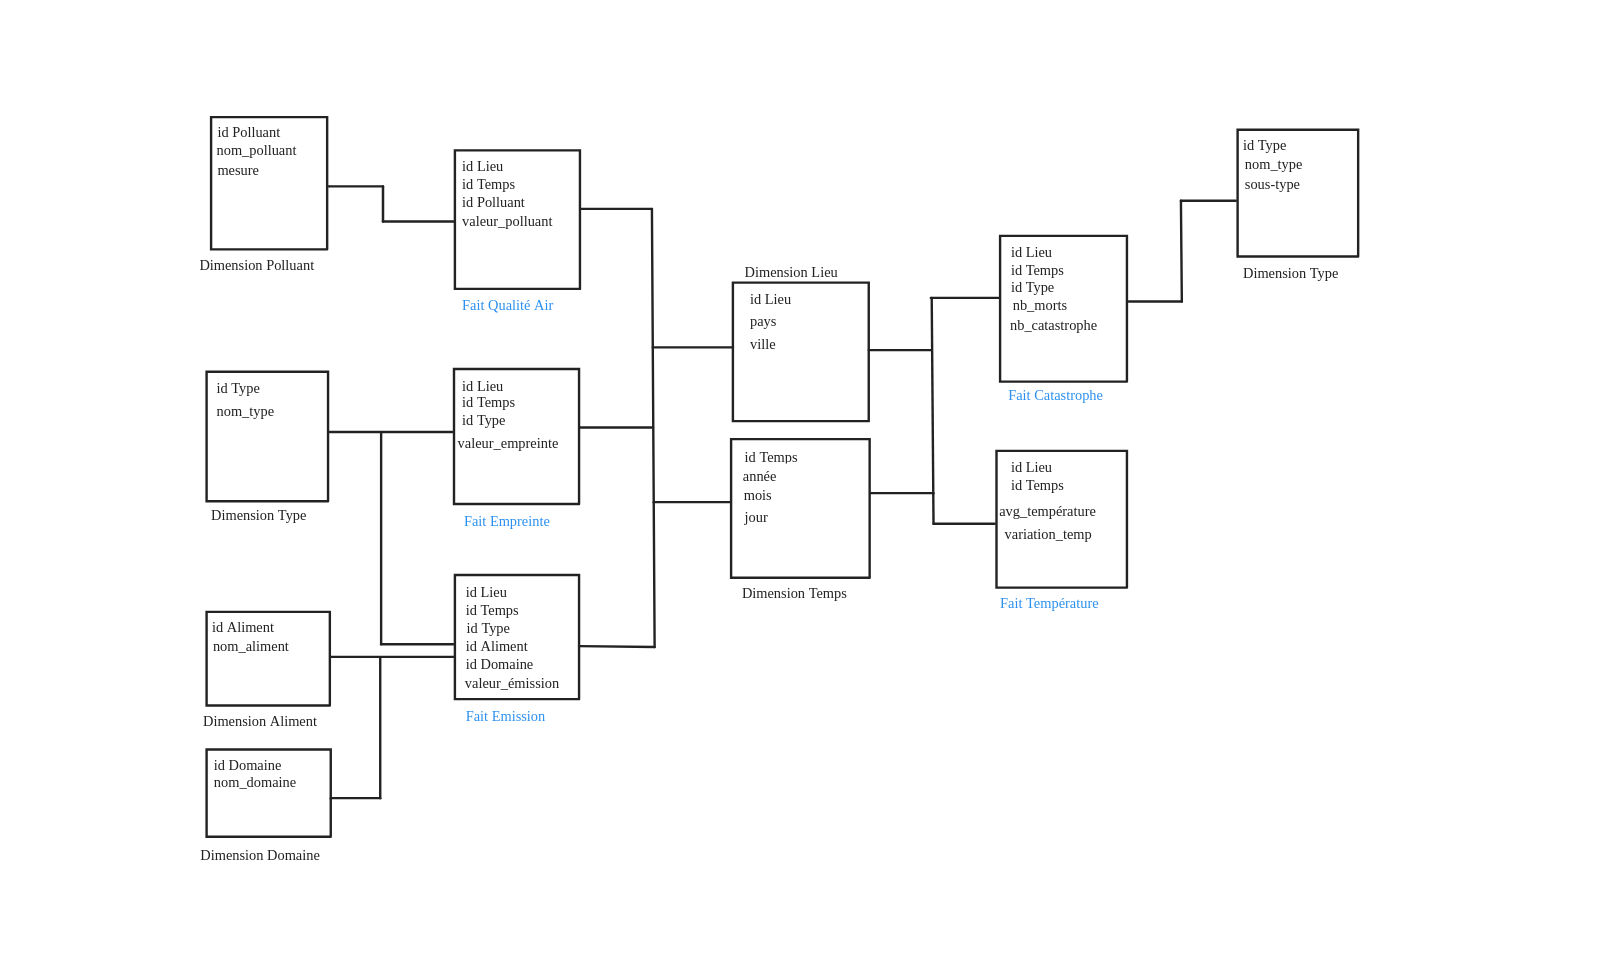 id Polluant
nom_polluant
mesure
Dimension Polluant
id Lieu
id Temps
id Polluant
valeur_polluant
Fait Qualité Air
id Type
nom_type
Dimension Type
id Lieu
id Temps
id Type
valeur_empreinte
Fait Empreinte
id Aliment
nom_aliment
Dimension Aliment
id Domaine
nom_domaine
Dimension Domaine
id Lieu
id Temps
id Type
id Aliment
id Domaine
valeur_émission
Fait Emission
Dimension Lieu
id Lieu
pays
ville
id Temps
année
mois
jour
Dimension Temps
id Lieu
id Temps
id Type
nb_morts
nb_catastrophe
Fait Catastrophe
id Lieu
id Temps
avg_température
variation_temp
Fait Température
id Type
nom_type
sous-type
Dimension Type